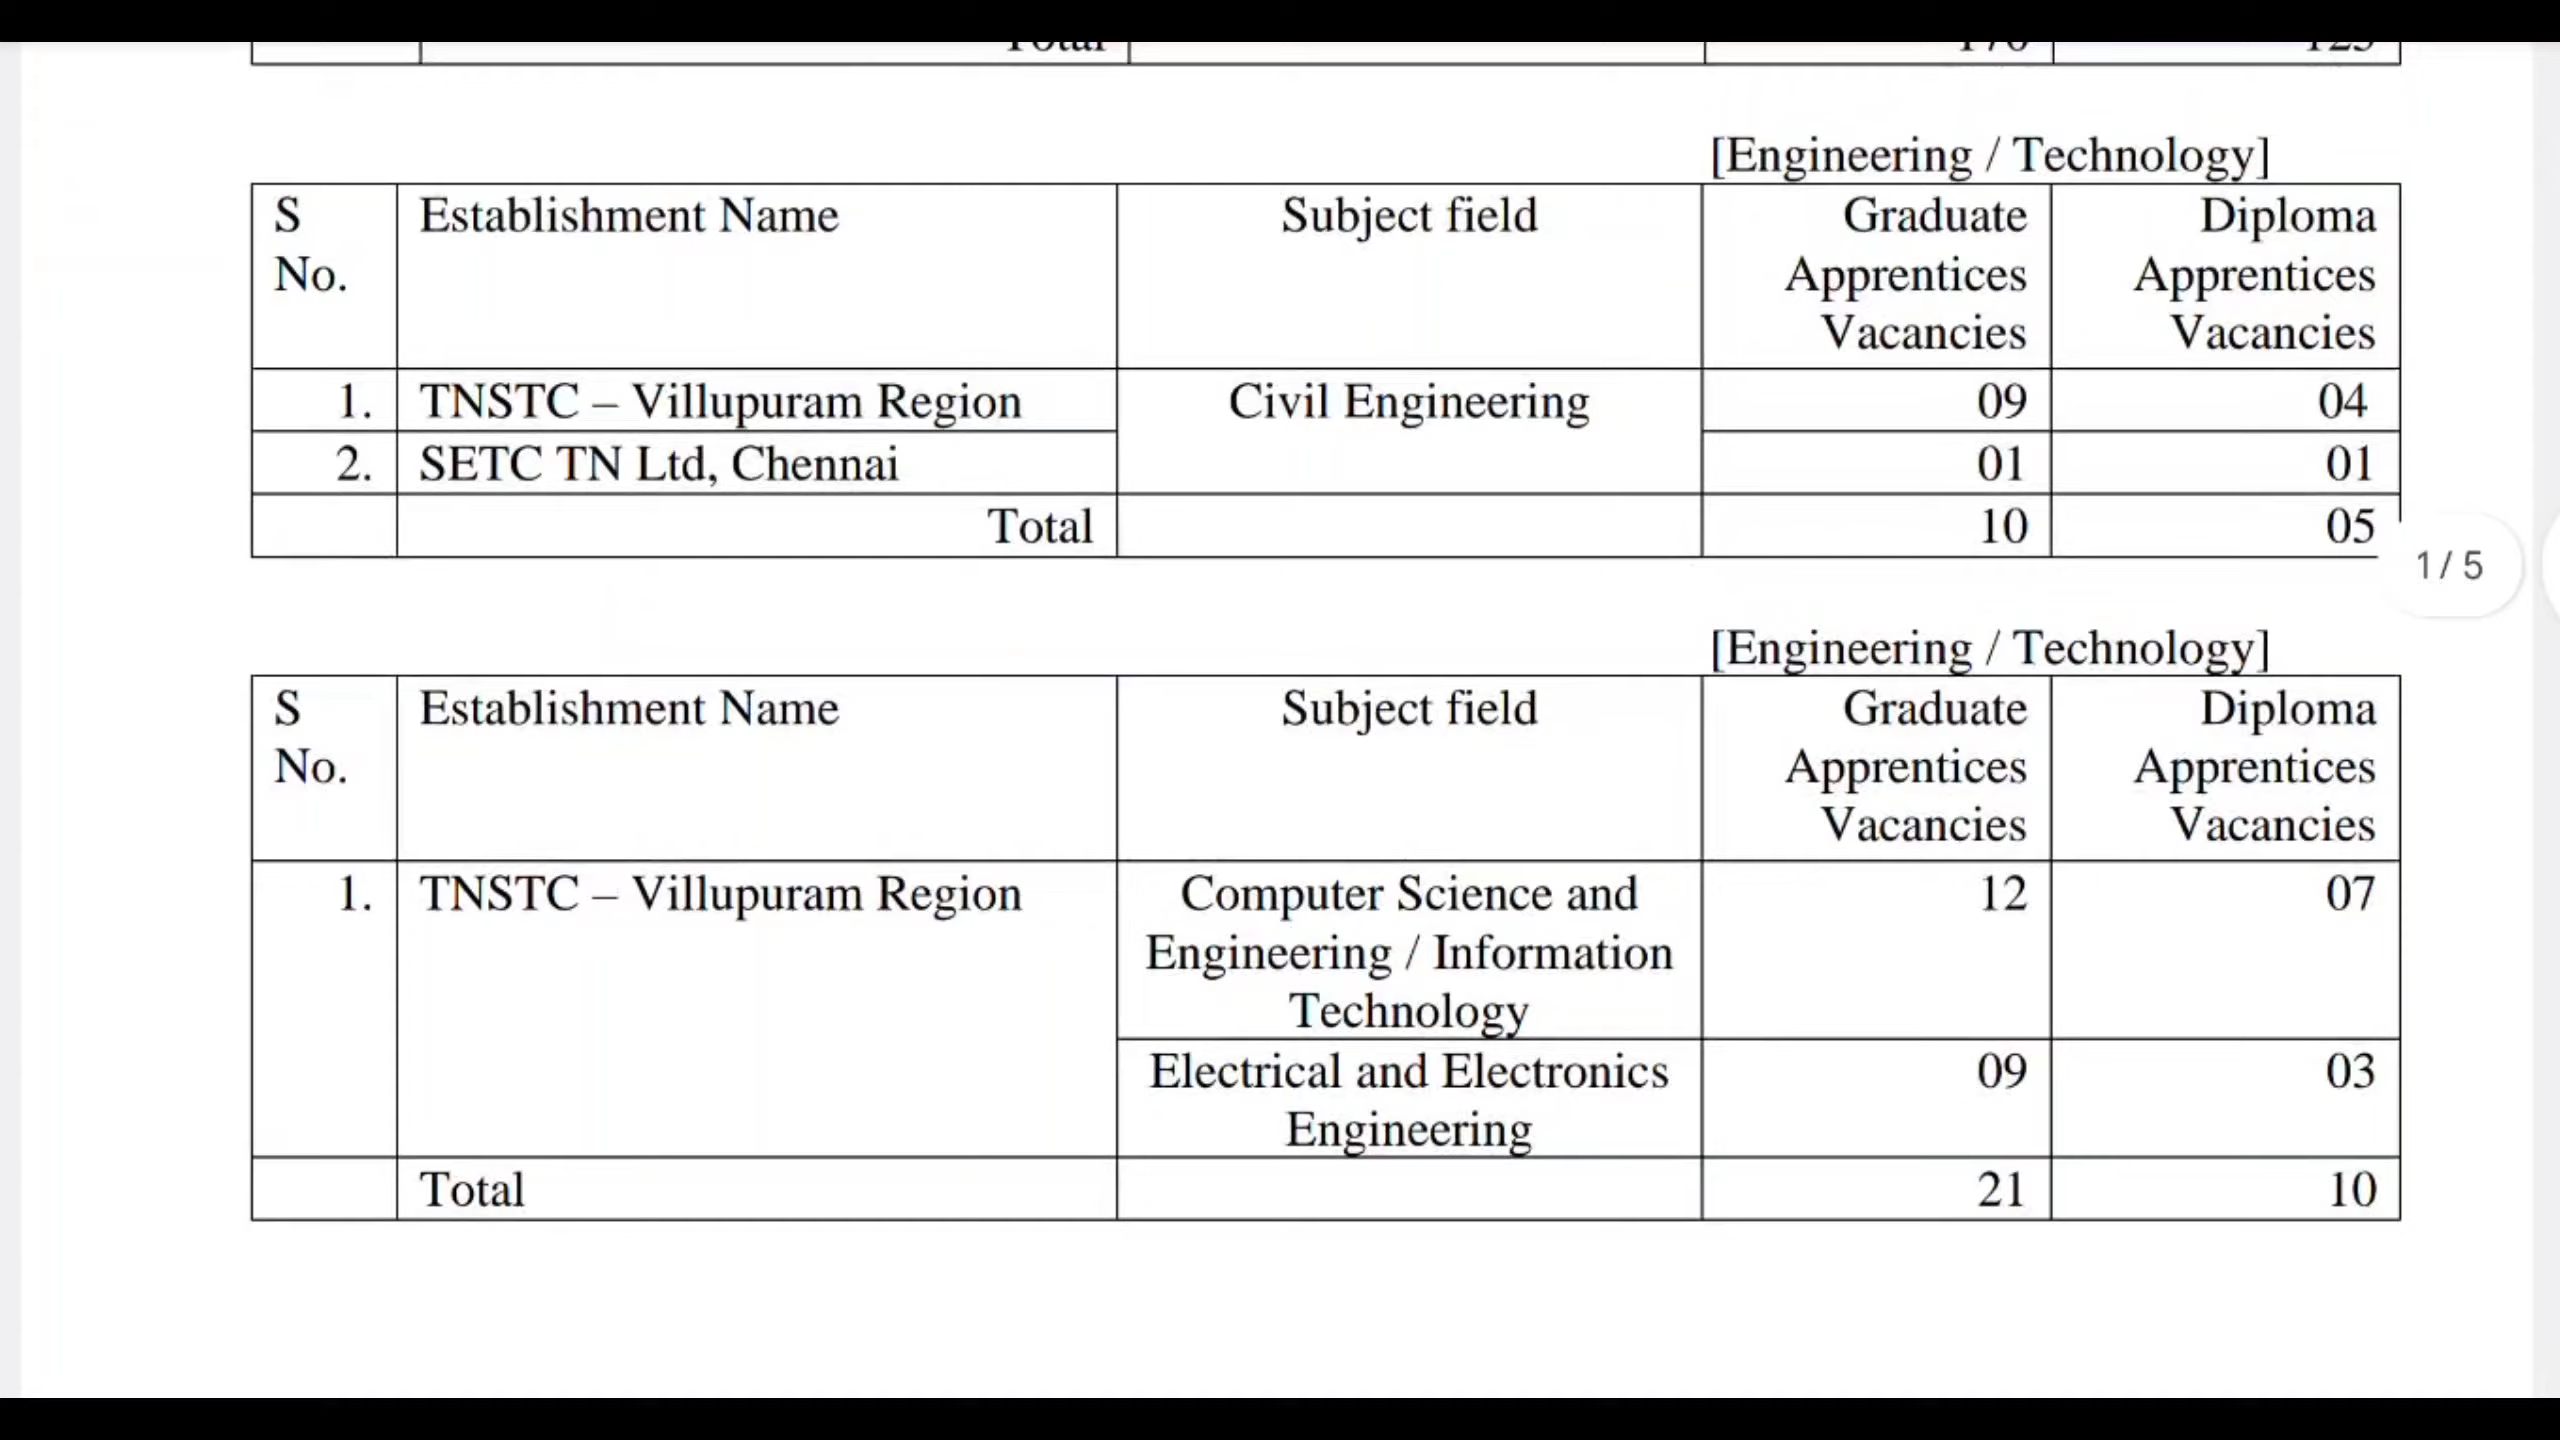 Total
[Engineering / Technology]
S No. Establishment Name Subject field Graduate Apprentices Vacancies Diploma Apprentices Vacancies
1. TNSTC – Villupuram Region Civil Engineering 09 04
2. SETC TN Ltd, Chennai 01 01
Total 10 05
1 / 5
[Engineering / Technology]
S No. Establishment Name Subject field Graduate Apprentices Vacancies Diploma Apprentices Vacancies
1. TNSTC – Villupuram Region Computer Science and Engineering / Information Technology 12 07
Electrical and Electronics Engineering 09 03
Total 21 10